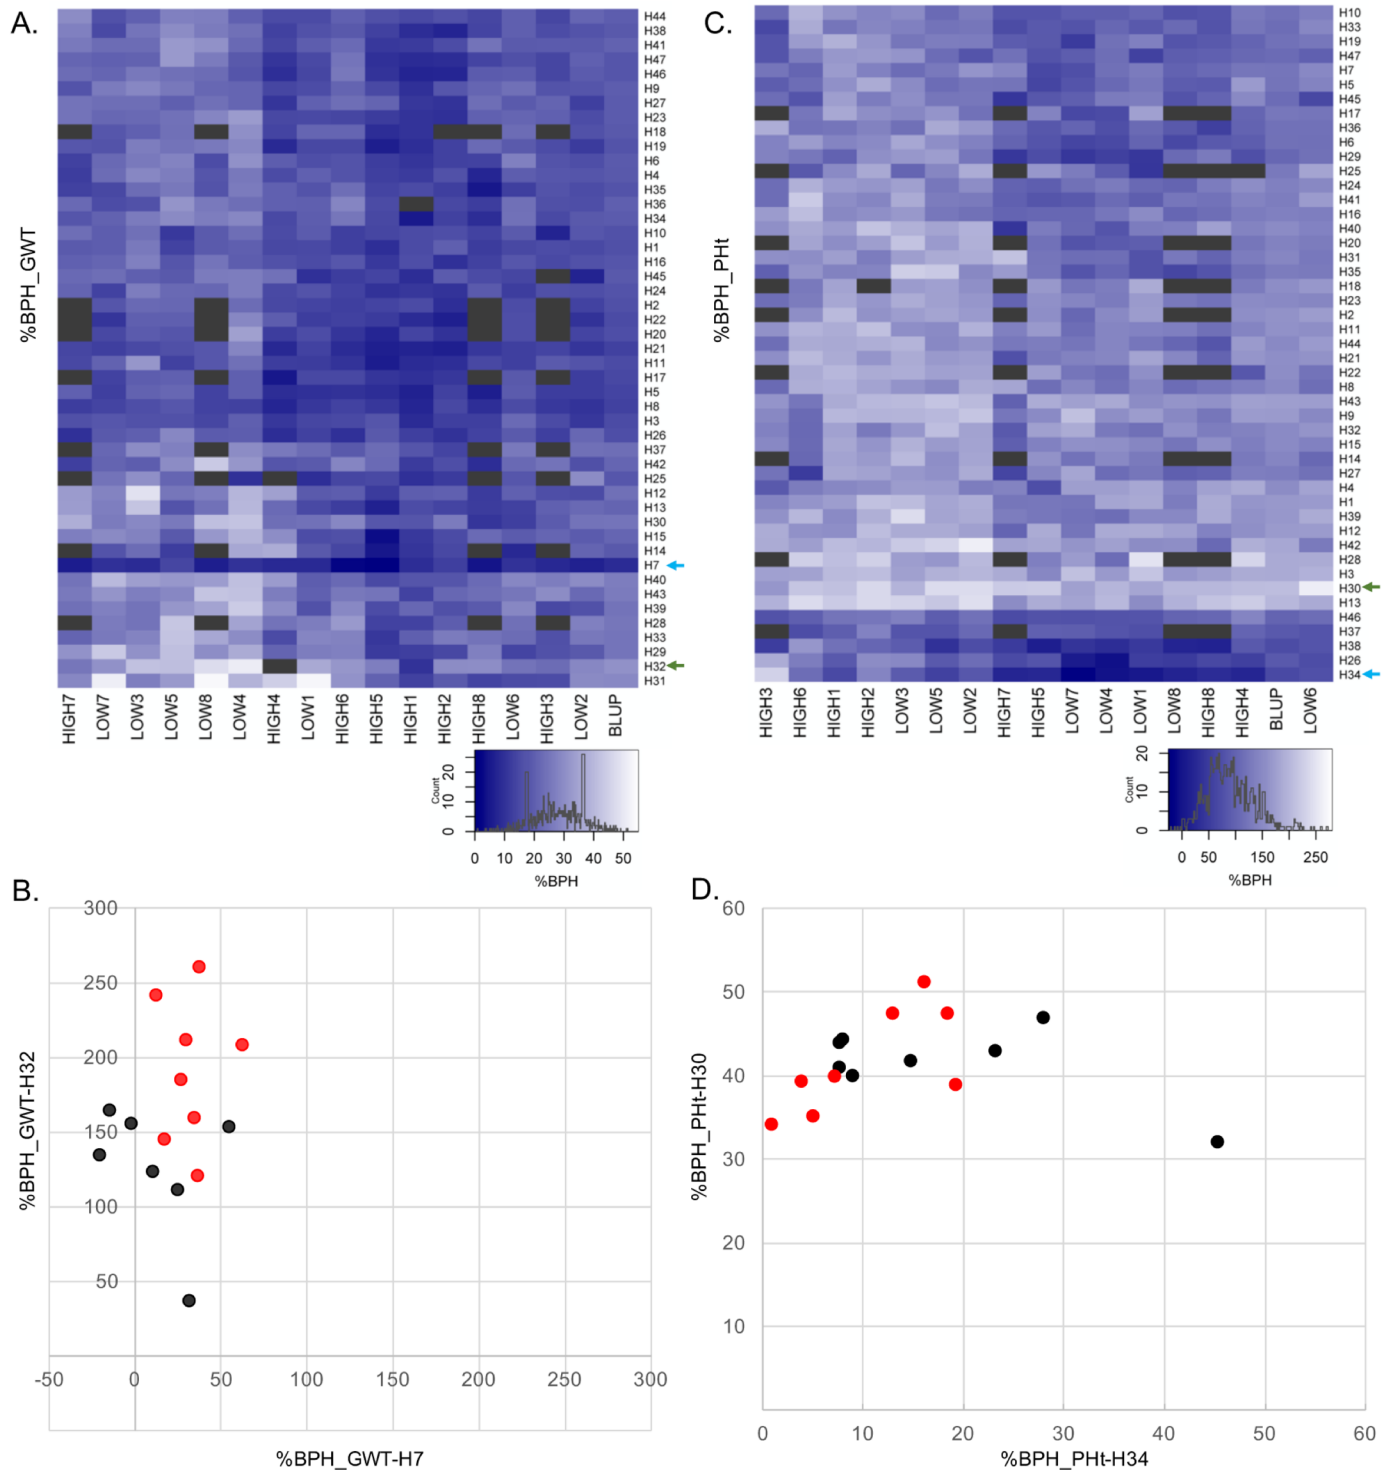 A.
%BPH_GWT
H44
H38
H41
H47
H46
H9
H27
H23
H18
H19
H6
H4
H35
H36
H34
H10
H1
H16
H45
H24
H2
H22
H20
H21
H11
H17
H5
H8
H3
H26
H37
H42
H25
H12
H13
H30
H15
H14
H7
H40
H43
H39
H28
H33
H29
H32
H31
HIGH7 LOW7 LOW3 LOW5 LOW8 LOW4 HIGH4 LOW1 HIGH6 HIGH5 HIGH1 HIGH2 HIGH8 LOW6 HIGH3 LOW2 BLUP
Count
0 10 20
0 10 20 30 40 50
%BPH
C.
%BPH_PHt
H10
H33
H19
H47
H7
H5
H45
H17
H36
H6
H29
H25
H24
H41
H16
H40
H20
H31
H35
H18
H23
H2
H11
H44
H21
H22
H8
H43
H9
H32
H15
H14
H27
H4
H1
H39
H12
H42
H28
H3
H30
H13
H46
H37
H38
H26
H34
HIGH3 HIGH6 HIGH1 HIGH2 LOW3 LOW5 LOW2 HIGH7 HIGH5 LOW7 LOW4 LOW1 LOW8 HIGH8 HIGH4 BLUP LOW6
Count
0 10 20
0 50 150 250
%BPH
B.
%BPH_GWT-H32
300
250
200
150
100
50
-50 0 50 100 150 200 250 300
%BPH_GWT-H7
D.
%BPH_PHt-H30
60
50
40
30
20
10
0 10 20 30 40 50 60
%BPH_PHt-H34